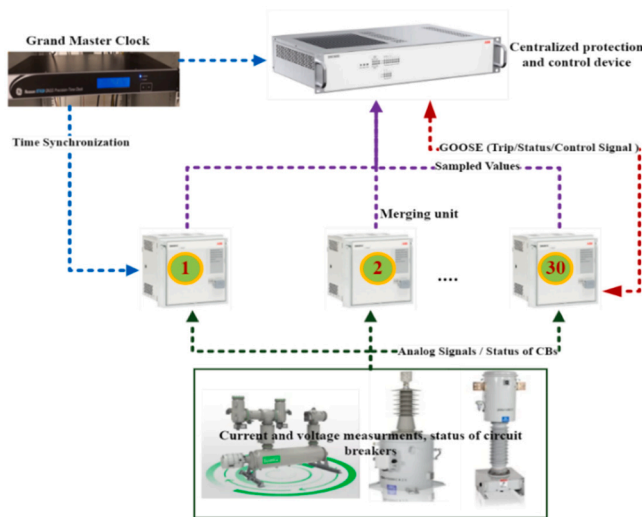 Grand Master Clock
Centralized protection
and control device
Time Synchronization
GOOSE (Trip/Status/Control Signal )
Sampled Values
Merging unit
1
2
....
30
Analog Signals / Status of CBs
Current and voltage measurments, status of circuit
breakers